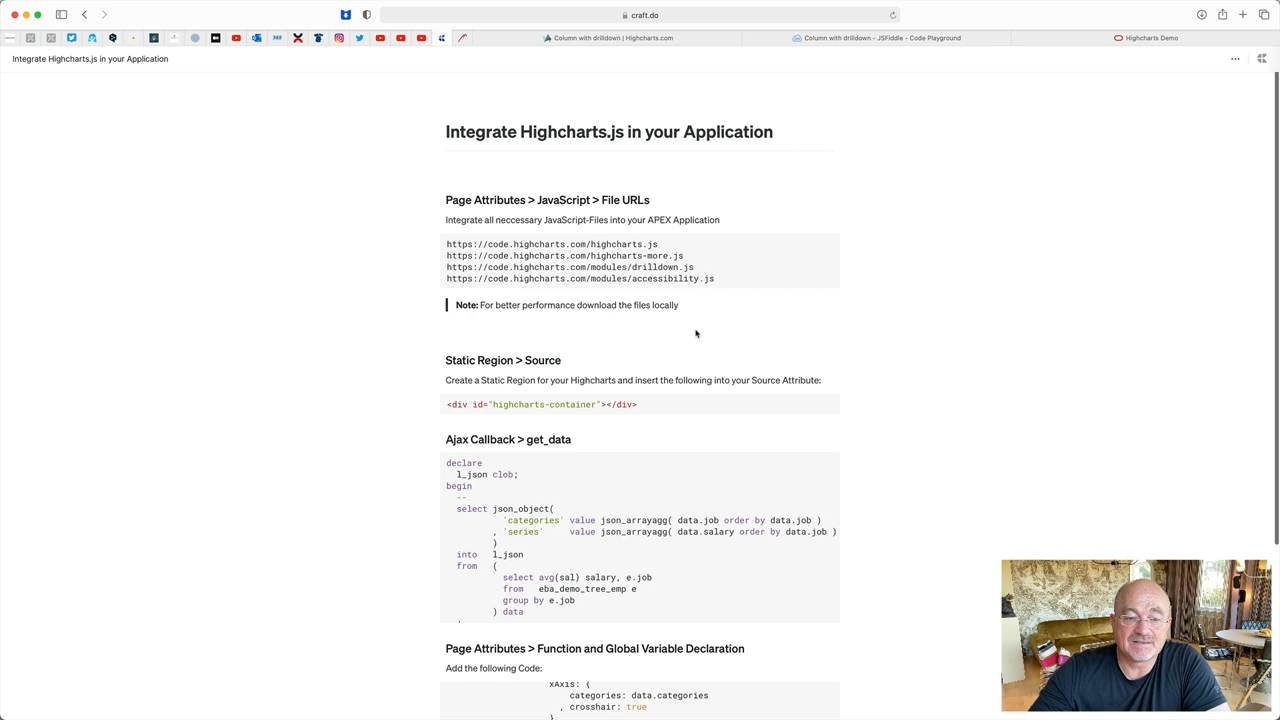 craft.do
Column with drilldown | Highcharts.com
Column with drilldown - JSFiddle - Code Playground
Highcharts Demo
Integrate Highcharts.js in your Application
Integrate Highcharts.js in your Application
Page Attributes > JavaScript > File URLs
Integrate all neccessary JavaScript-Files into your APEX Application
https://code.highcharts.com/highcharts.js
https://code.highcharts.com/highcharts-more.js
https://code.highcharts.com/modules/drilldown.js
https://code.highcharts.com/modules/accessibility.js
Note: For better performance download the files locally
Static Region > Source
Create a Static Region for your Highcharts and insert the following into your Source Attribute:
<div id="highcharts-container"></div>
Ajax Callback > get_data
declare
l_json clob;
begin
--
select json_object(
'categories' value json_arrayagg( data.job order by data.job )
, 'series' value json_arrayagg( data.salary order by data.job )
)
into l_json
from (
select avg(sal) salary, e.job
from eba_demo_tree_emp e
group by e.job
) data
Page Attributes > Function and Global Variable Declaration
Add the following Code:
xAxis: {
categories: data.categories
, crosshair: true
}